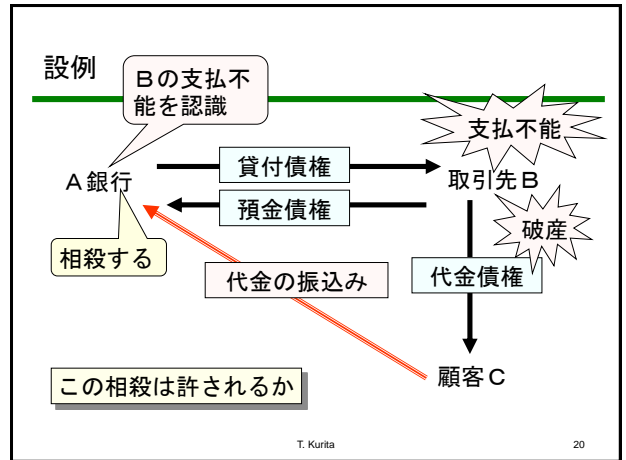 設例
Bの支払不
能を認識
支払不能
A銀行
貸付債権
取引先B
預金債権
破産
相殺する
代金の振込み
代金債権
顧客C
この相殺は許されるか
T. Kurita
20